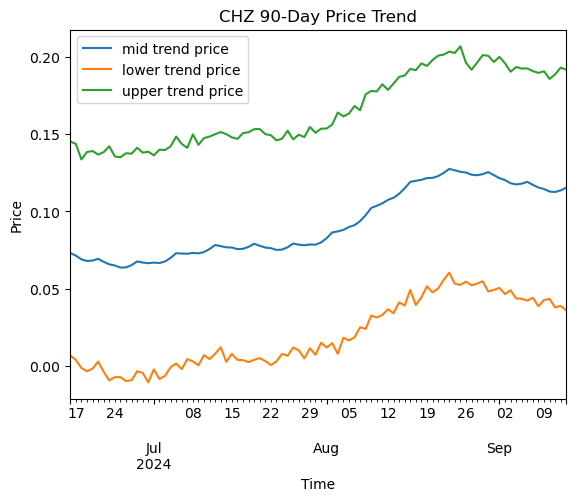 CHZ 90-Day Price Trend
mid trend price
lower trend price
upper trend price
0.20
0.15
0.10
0.05
0.00
Price
17 24 08 15 22 29 05 12 19 26 02 09
Jul Aug Sep
2024
Time